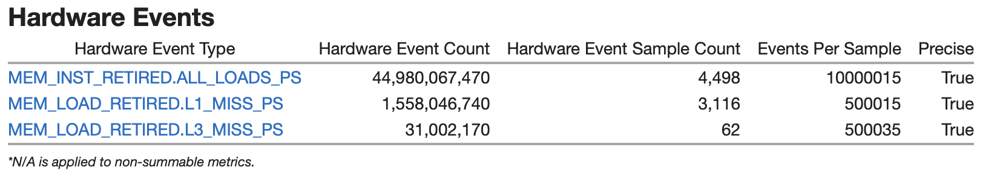 Hardware Events
Hardware Event Type Hardware Event Count Hardware Event Sample Count Events Per Sample Precise
MEM_INST_RETIRED.ALL_LOADS_PS 44,980,067,470 4,498 10000015 True
MEM_LOAD_RETIRED.L1_MISS_PS 1,558,046,740 3,116 500015 True
MEM_LOAD_RETIRED.L3_MISS_PS 31,002,170 62 500035 True
*N/A is applied to non-summable metrics.